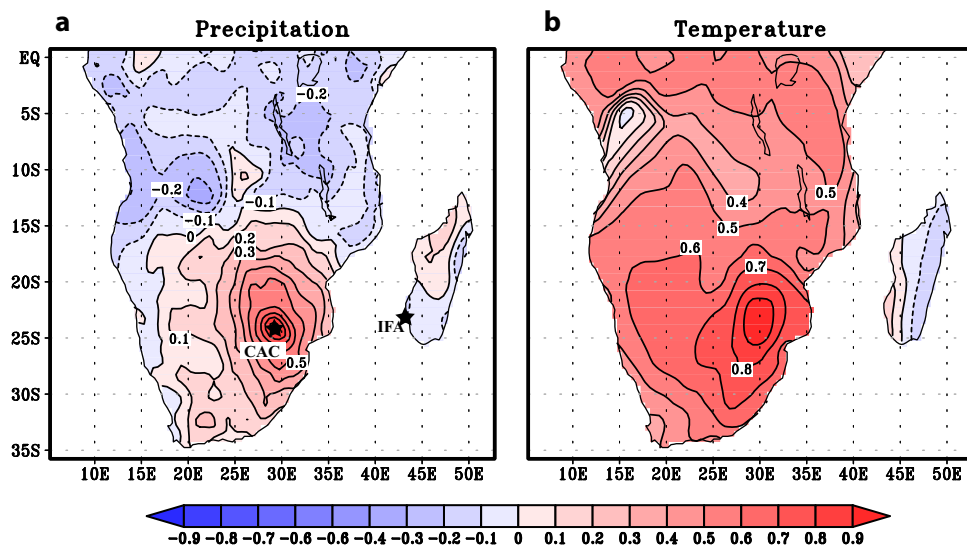 a
Precipitation
b
Temperature
EQ
5S
10S
15S
20S
25S
30S
35S
−0.2
−0.2
−0.1
−0.1
0
0.2
0.3
0.1
0.5
CAC
IFA
0.4
0.5
0.5
0.6
0.7
0.8
10E 15E 20E 25E 30E 35E 40E 45E 50E
10E 15E 20E 25E 30E 35E 40E 45E 50E
-0.9 -0.8 -0.7 -0.6 -0.5 -0.4 -0.3 -0.2 -0.1 0 0.1 0.2 0.3 0.4 0.5 0.6 0.7 0.8 0.9